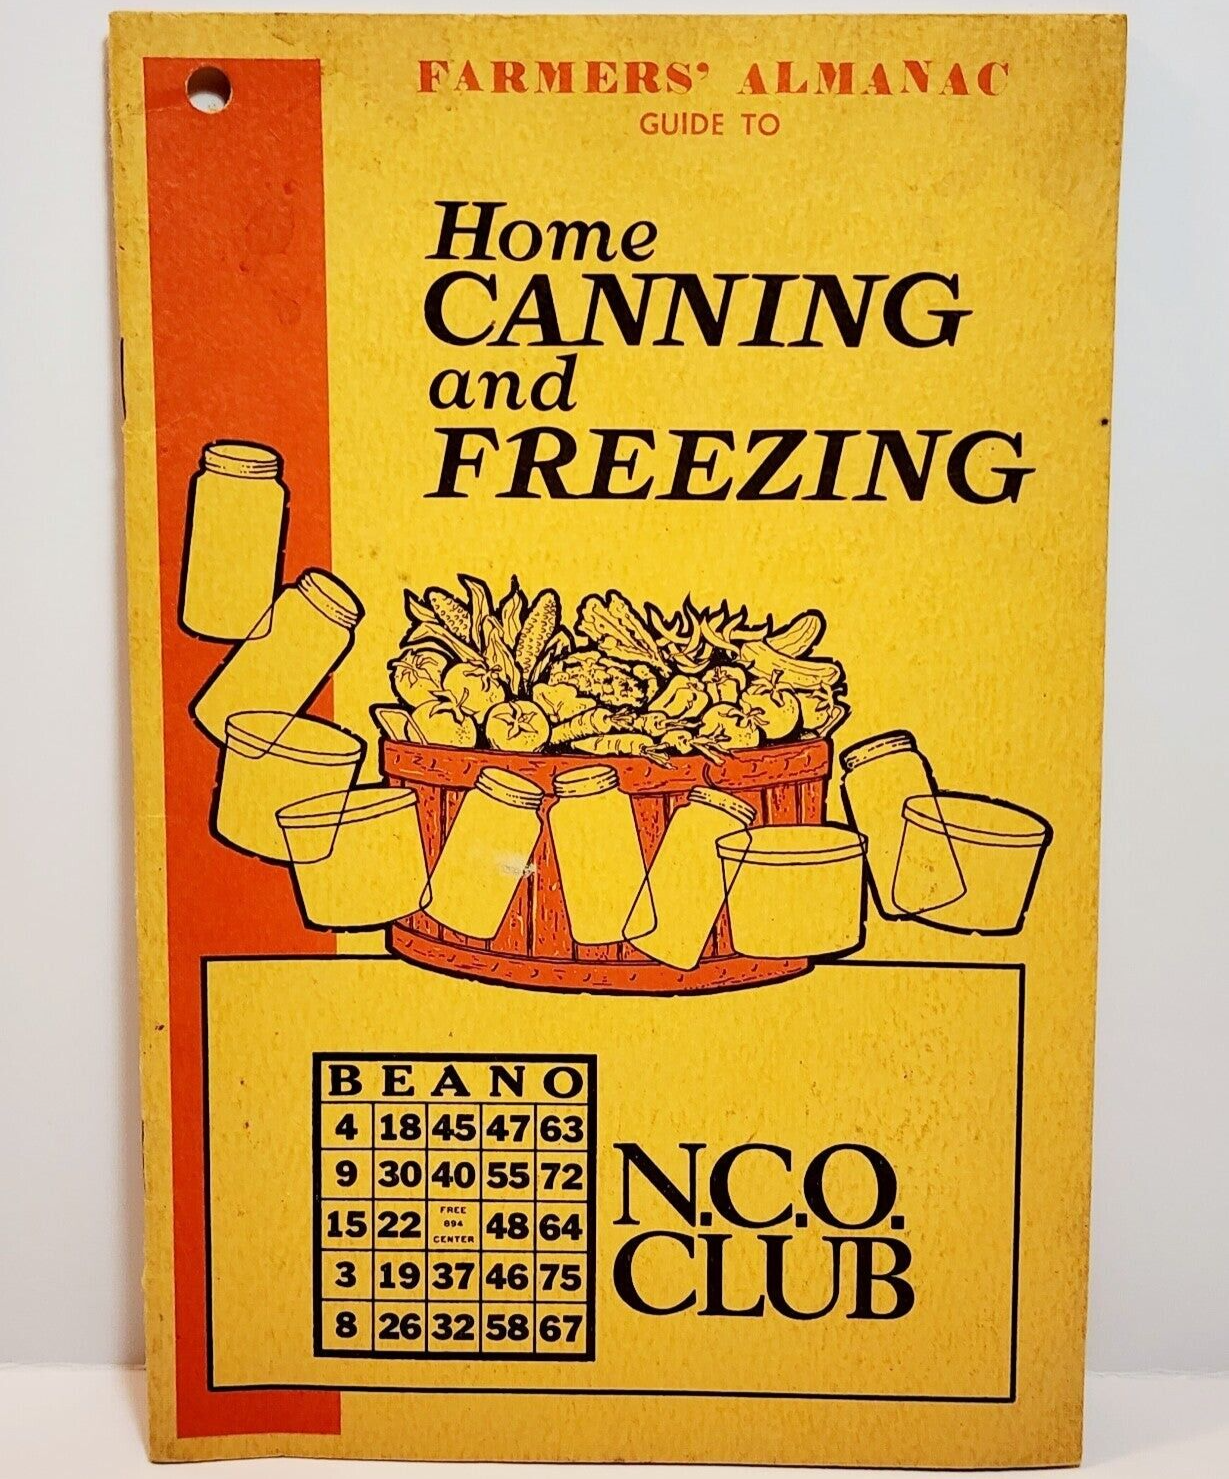 FARMERS' ALMANAC
GUIDE TO
Home
CANNING
and
FREEZING
BEANO
4 18 45 47 63
9 30 40 55 72
15 22 FREE 894 CENTER 48 64
3 19 37 46 75
8 26 32 58 67
N.C.O.
CLUB